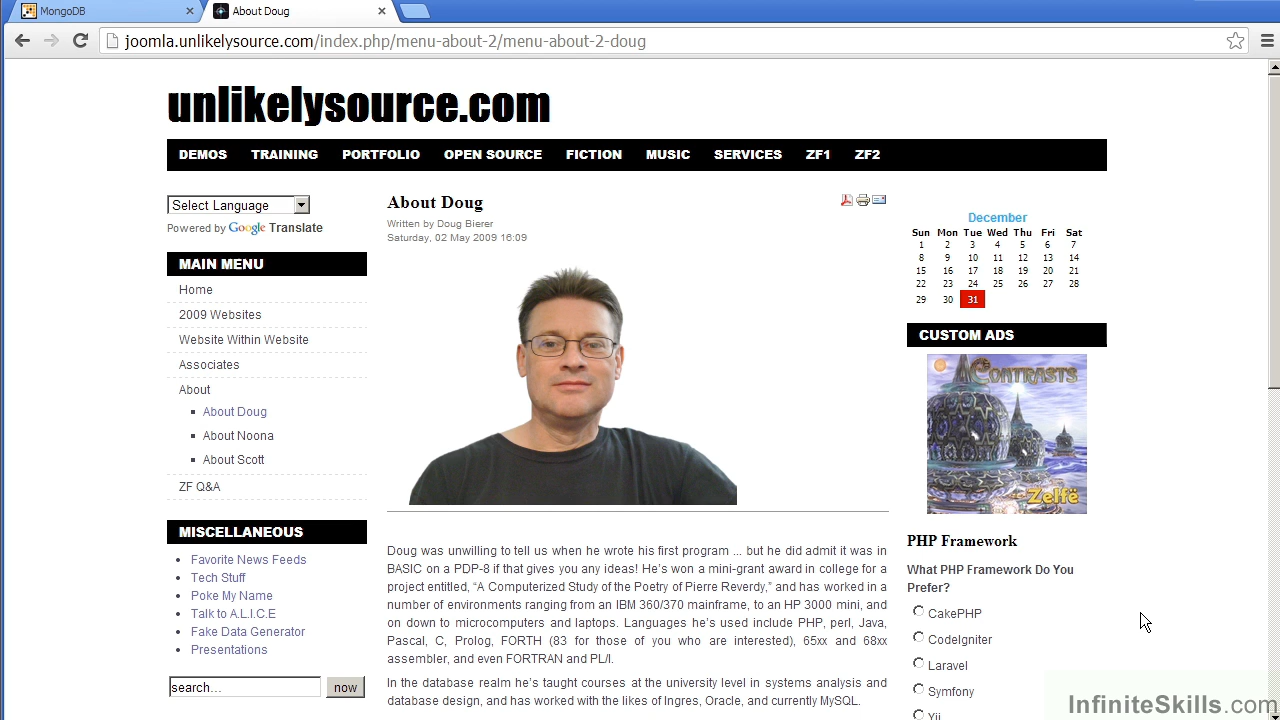 MongoDB
About Doug
joomla.unlikelysource.com/index.php/menu-about-2/menu-about-2-doug
unlikelysource.com
DEMOS TRAINING PORTFOLIO OPEN SOURCE FICTION MUSIC SERVICES ZF1 ZF2
Select Language
Powered by Google Translate
MAIN MENU
Home
2009 Websites
Website Within Website
Associates
About
About Doug
About Noona
About Scott
ZF Q&A
MISCELLANEOUS
Favorite News Feeds
Tech Stuff
Poke My Name
Talk to A.L.I.C.E
Fake Data Generator
Presentations
search...
now
About Doug
Written by Doug Bierer
Saturday, 02 May 2009 16:09
Doug was unwilling to tell us when he wrote his first program ... but he did admit it was in
BASIC on a PDP-8 if that gives you any ideas! He's won a mini-grant award in college for a
project entitled, “A Computerized Study of the Poetry of Pierre Reverdy,” and has worked in a
number of environments ranging from an IBM 360/370 mainframe, to an HP 3000 mini, and
on down to microcomputers and laptops. Languages he's used include PHP, perl, Java,
Pascal, C, Prolog, FORTH (83 for those of you who are interested), 65xx and 68xx
assembler, and even FORTRAN and PL/I.
In the database realm he's taught courses at the university level in systems analysis and
database design, and has worked with the likes of Ingres, Oracle, and currently MySQL.
December
Sun Mon Tue Wed Thu Fri Sat
1 2 3 4 5 6 7
8 9 10 11 12 13 14
15 16 17 18 19 20 21
22 23 24 25 26 27 28
29 30 31
CUSTOM ADS
CONTRASTS
Zelfë
PHP Framework
What PHP Framework Do You
Prefer?
CakePHP
CodeIgniter
Laravel
Symfony
Yii
InfiniteSkills.com